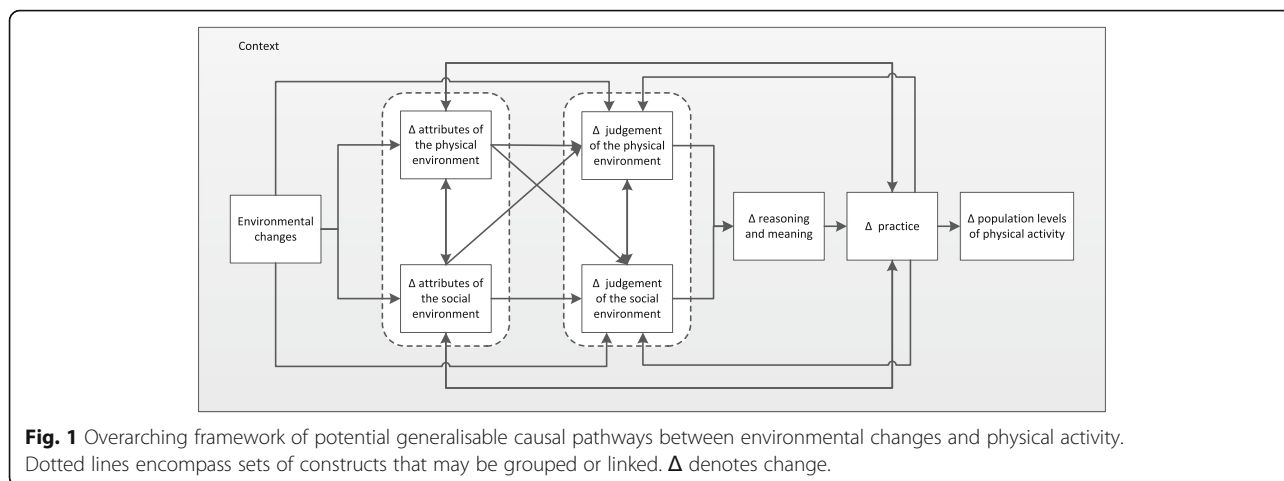 Context
Δ attributes of
the physical
environment
Δ judgement
of the physical
environment
Environmental
changes
Δ reasoning
and meaning
Δ practice
Δ population levels
of physical activity
Δ attributes of
the social
environment
Δ judgement
of the social
environment
Fig. 1 Overarching framework of potential generalisable causal pathways between environmental changes and physical activity.
Dotted lines encompass sets of constructs that may be grouped or linked. Δ denotes change.